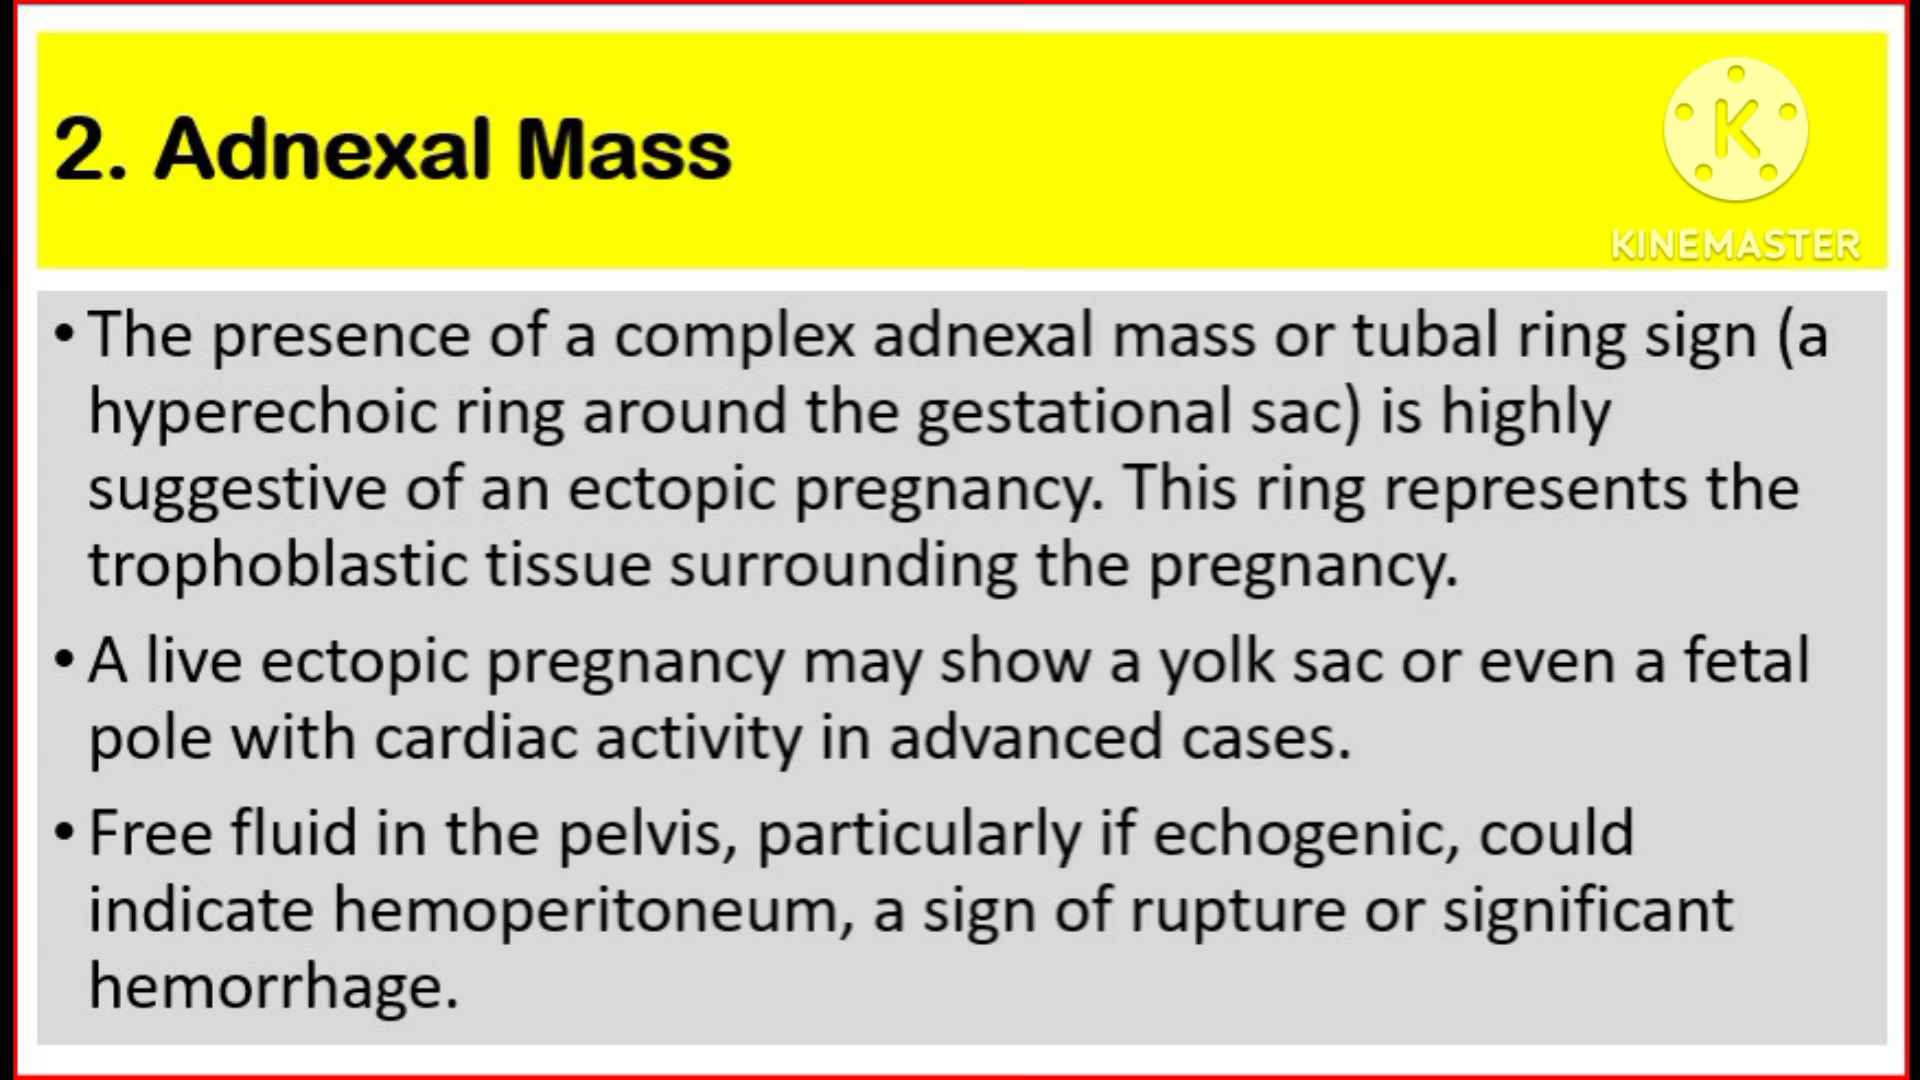 2. Adnexal Mass
K
KINEMASTER
• The presence of a complex adnexal mass or tubal ring sign (a
hyperechoic ring around the gestational sac) is highly
suggestive of an ectopic pregnancy. This ring represents the
trophoblastic tissue surrounding the pregnancy.
• A live ectopic pregnancy may show a yolk sac or even a fetal
pole with cardiac activity in advanced cases.
• Free fluid in the pelvis, particularly if echogenic, could
indicate hemoperitoneum, a sign of rupture or significant
hemorrhage.